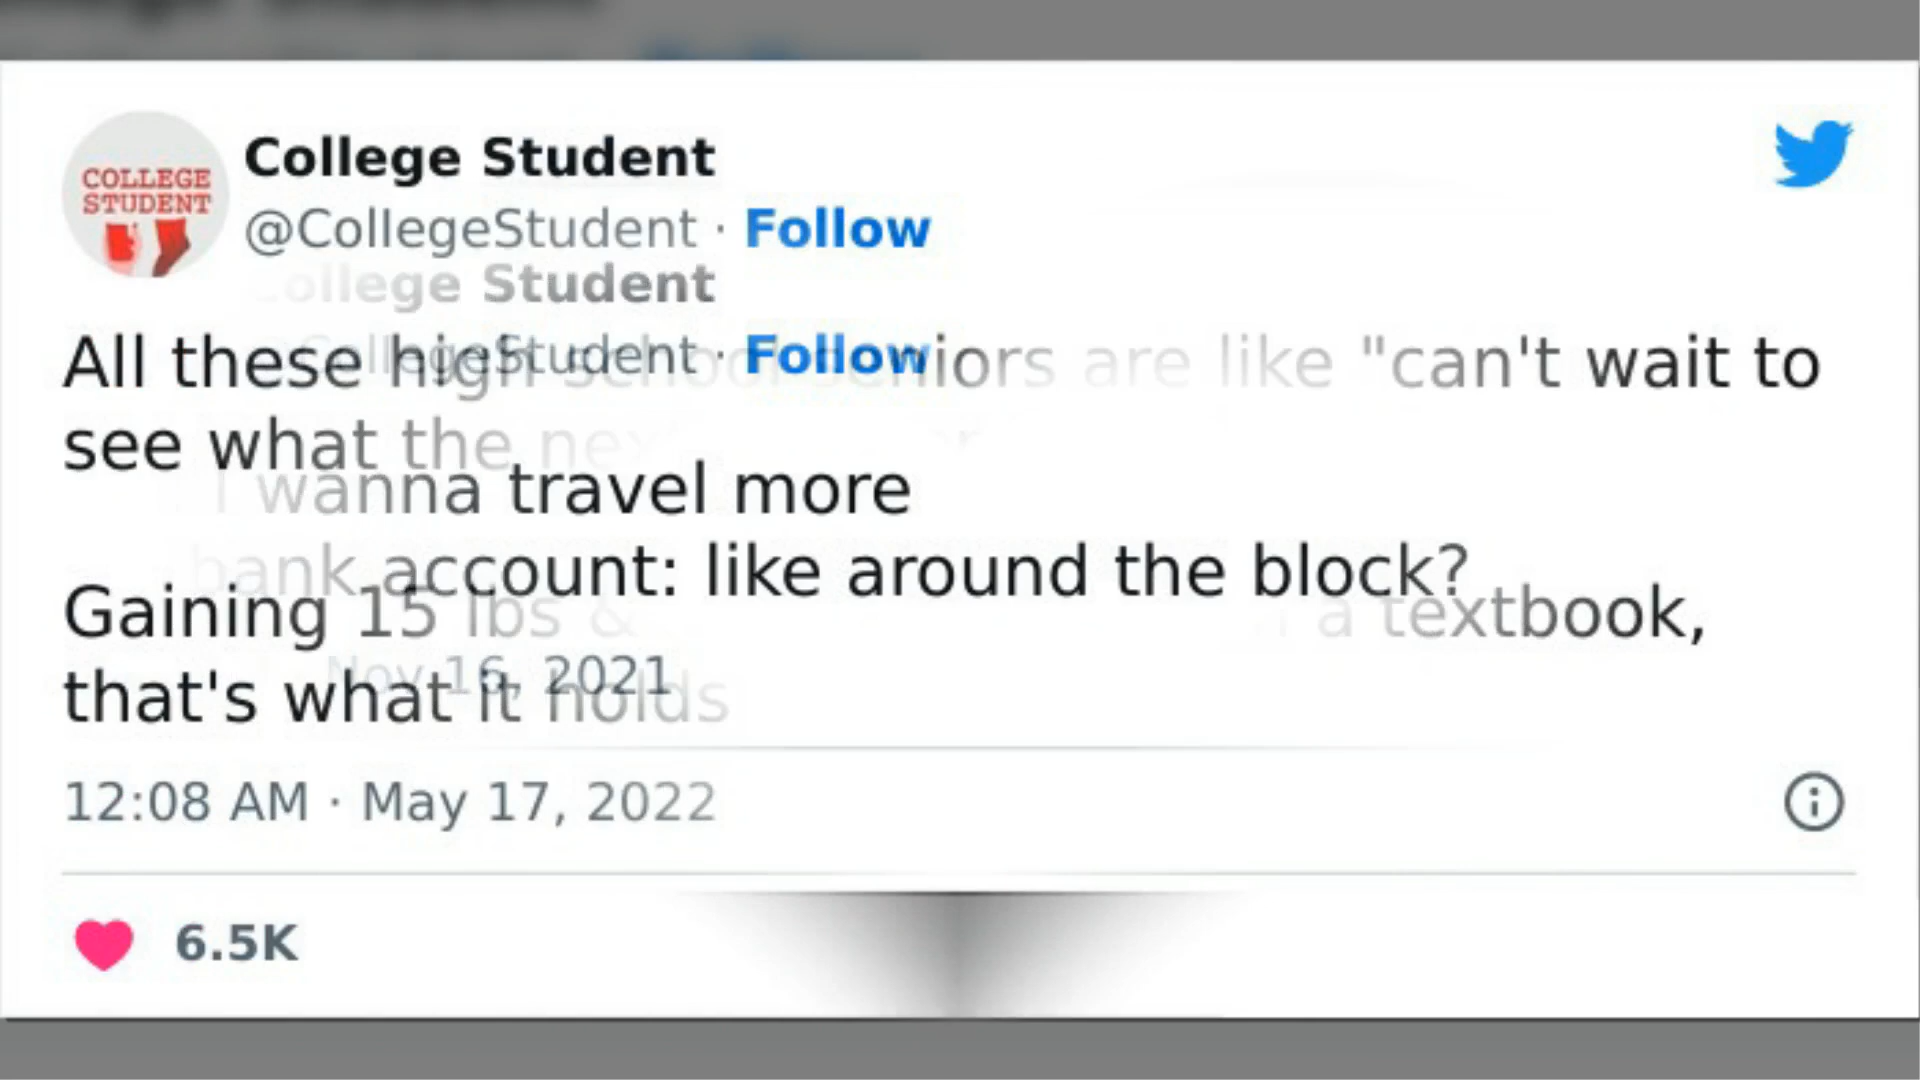 COLLEGE
STUDENT
College Student
@CollegeStudent · Follow
College Student
CollegeStudent · Follow
All these high school seniors are like "can't wait to
see what the
I wanna travel more
bank account: like around the block?
Gaining 15 lbs & a textbook,
Nov 16, 2021
that's what it holds
12:08 AM · May 17, 2022
6.5K